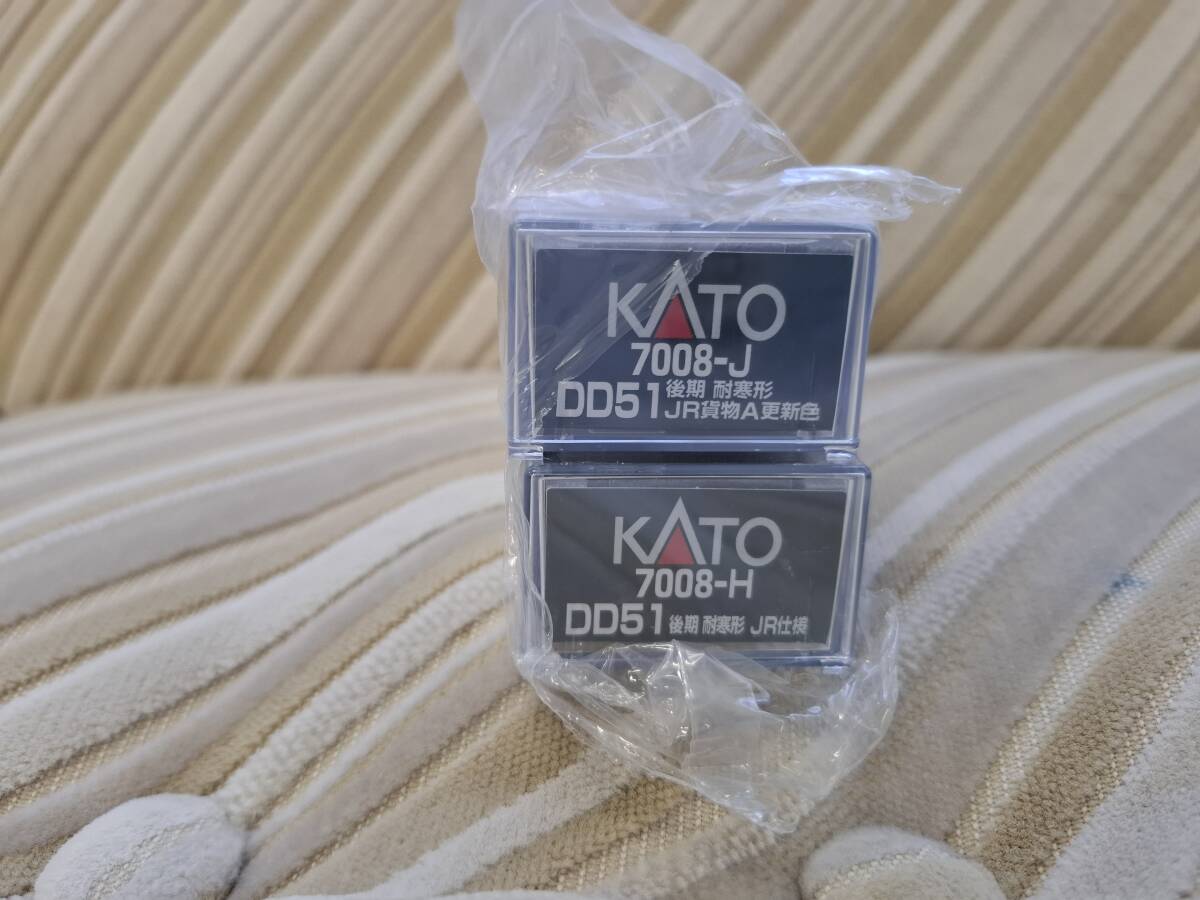 KATO
7008-J
DD51 後期 耐寒形
JR貨物A更新色
KATO
7008-H
DD51 後期 耐寒形 JR仕様